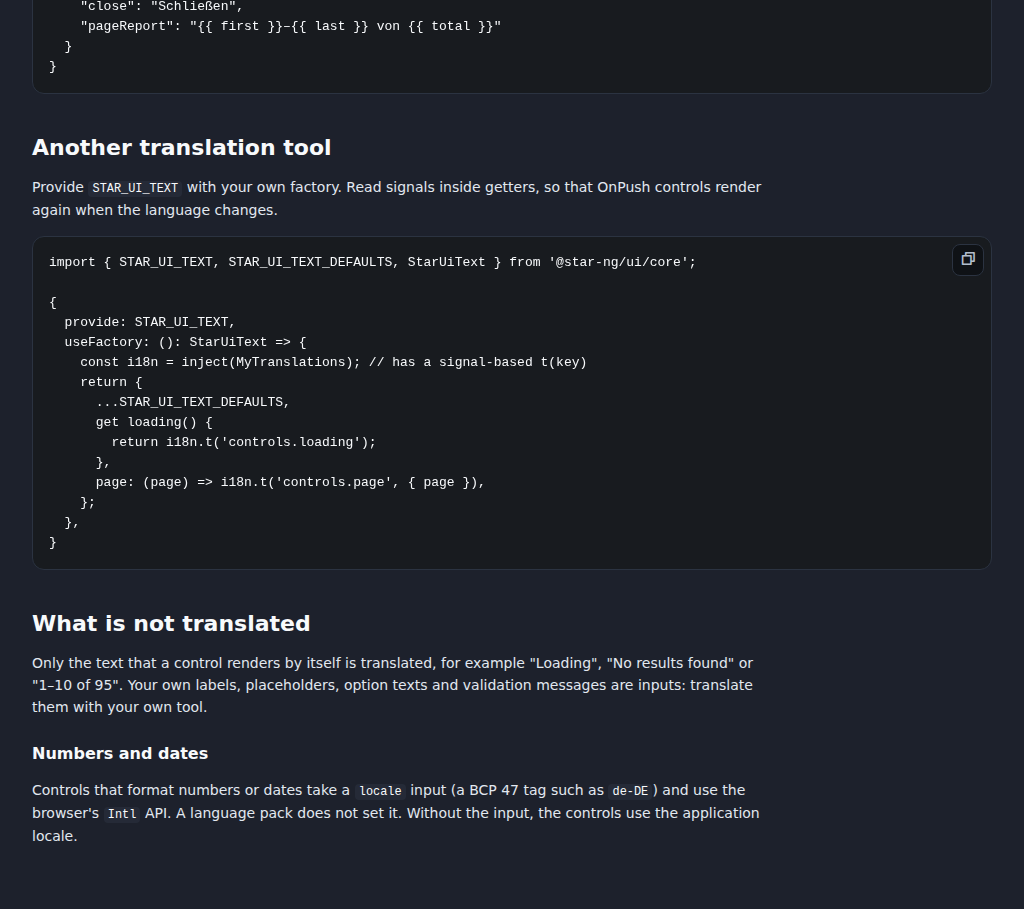 "close": "Schließen",
    "pageReport": "{{ first }}–{{ last }} von {{ total }}"
  }
}
Another translation tool
Provide STAR_UI_TEXT with your own factory. Read signals inside getters, so that OnPush controls render
again when the language changes.
import { STAR_UI_TEXT, STAR_UI_TEXT_DEFAULTS, StarUiText } from '@star-ng/ui/core';

{
  provide: STAR_UI_TEXT,
  useFactory: (): StarUiText => {
    const i18n = inject(MyTranslations); // has a signal-based t(key)
    return {
      ...STAR_UI_TEXT_DEFAULTS,
      get loading() {
        return i18n.t('controls.loading');
      },
      page: (page) => i18n.t('controls.page', { page }),
    };
  },
}
What is not translated
Only the text that a control renders by itself is translated, for example "Loading", "No results found" or
"1–10 of 95". Your own labels, placeholders, option texts and validation messages are inputs: translate
them with your own tool.
Numbers and dates
Controls that format numbers or dates take a locale input (a BCP 47 tag such as de-DE) and use the
browser's Intl API. A language pack does not set it. Without the input, the controls use the application
locale.